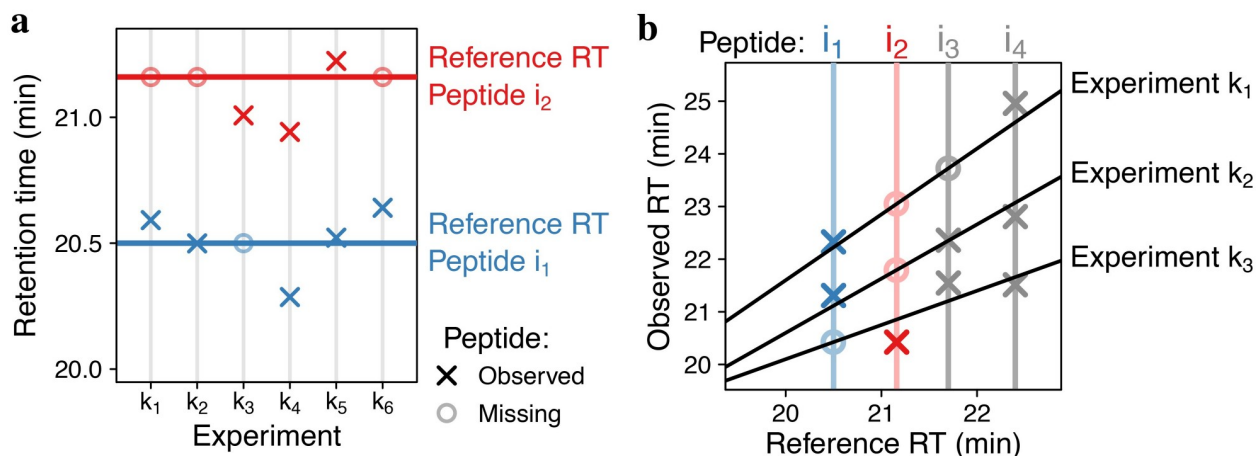 a
Retention time (min)
21.0
20.5
20.0
k₁ k₂ k₃ k₄ k₅ k₆
Experiment
Reference RT
Peptide i₂
Reference RT
Peptide i₁
Peptide:
Observed
Missing
b
Peptide: i₁ i₂ i₃ i₄
Observed RT (min)
25
24
23
22
21
20
20 21 22
Reference RT (min)
Experiment k₁
Experiment k₂
Experiment k₃